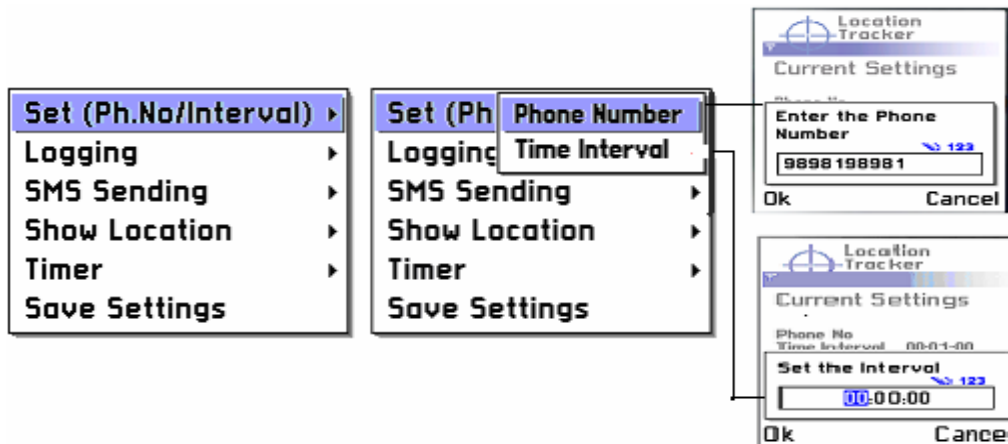 Set (Ph.No/Interval)
Logging
SMS Sending
Show Location
Timer
Save Settings
Set (Ph
Phone Number
Time Interval
Logging
SMS Sending
Show Location
Timer
Save Settings
Location
Tracker
Current Settings
Phone No
Enter the Phone
Number
123
9898198981
Ok Cancel
Location
Tracker
Current Settings
Phone No
Time Interval 00:01:00
Set the Interval
123
00:00:00
Ok Cance